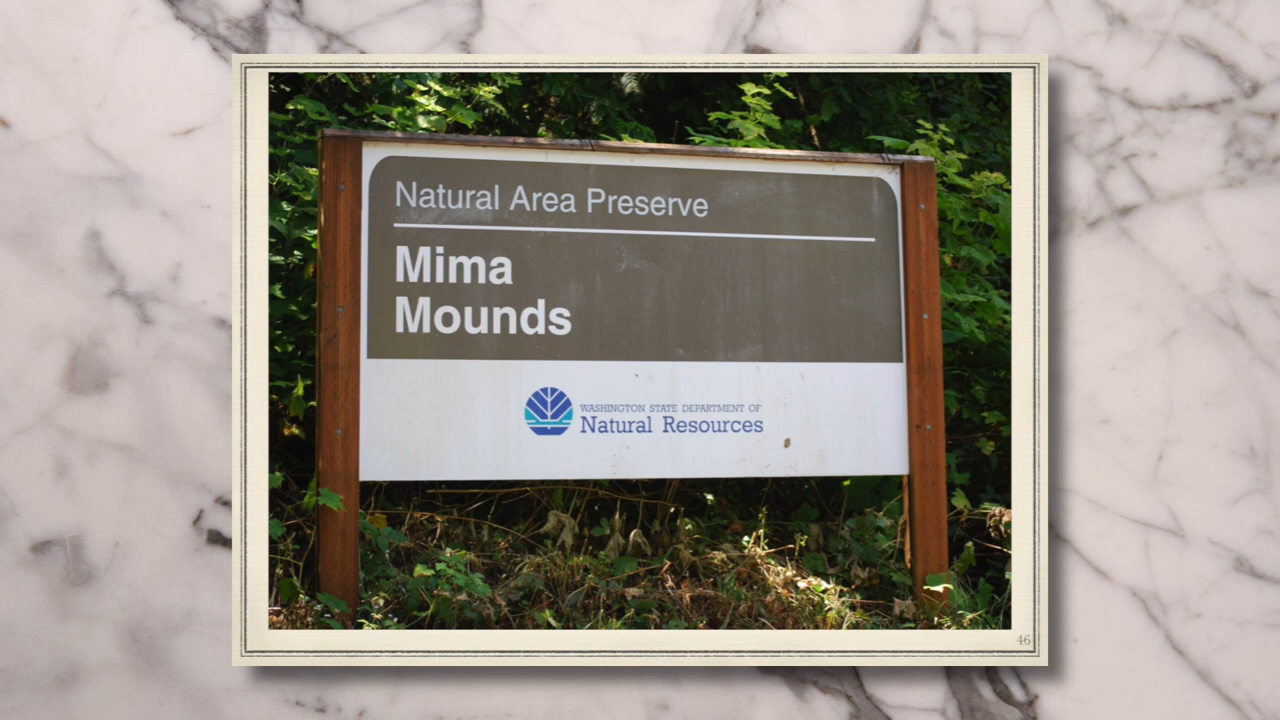 Natural Area Preserve
Mima
Mounds
WASHINGTON STATE DEPARTMENT OF
Natural Resources
46